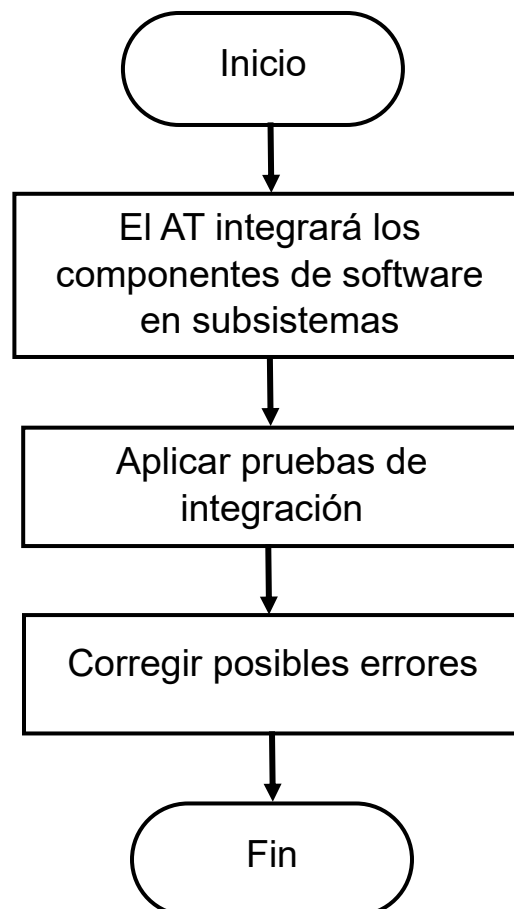 Inicio
El AT integrará los
componentes de software
en subsistemas
Aplicar pruebas de
integración
Corregir posibles errores
Fin